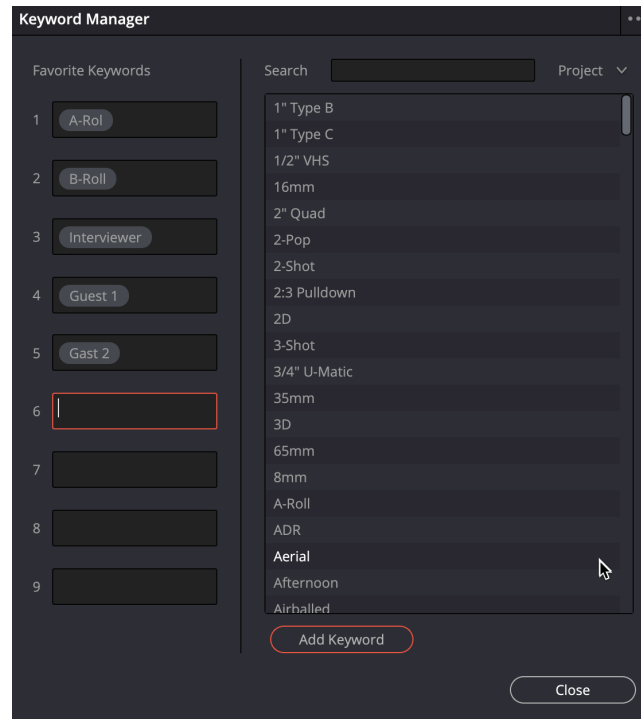 Keyword Manager
Favorite Keywords
1 A-Rol
2 B-Roll
3 Interviewer
4 Guest 1
5 Gast 2
6
7
8
9
Search
Project
1" Type B
1" Type C
1/2" VHS
16mm
2" Quad
2-Pop
2-Shot
2:3 Pulldown
2D
3-Shot
3/4" U-Matic
35mm
3D
65mm
8mm
A-Roll
ADR
Aerial
Afternoon
Airballed
Add Keyword
Close